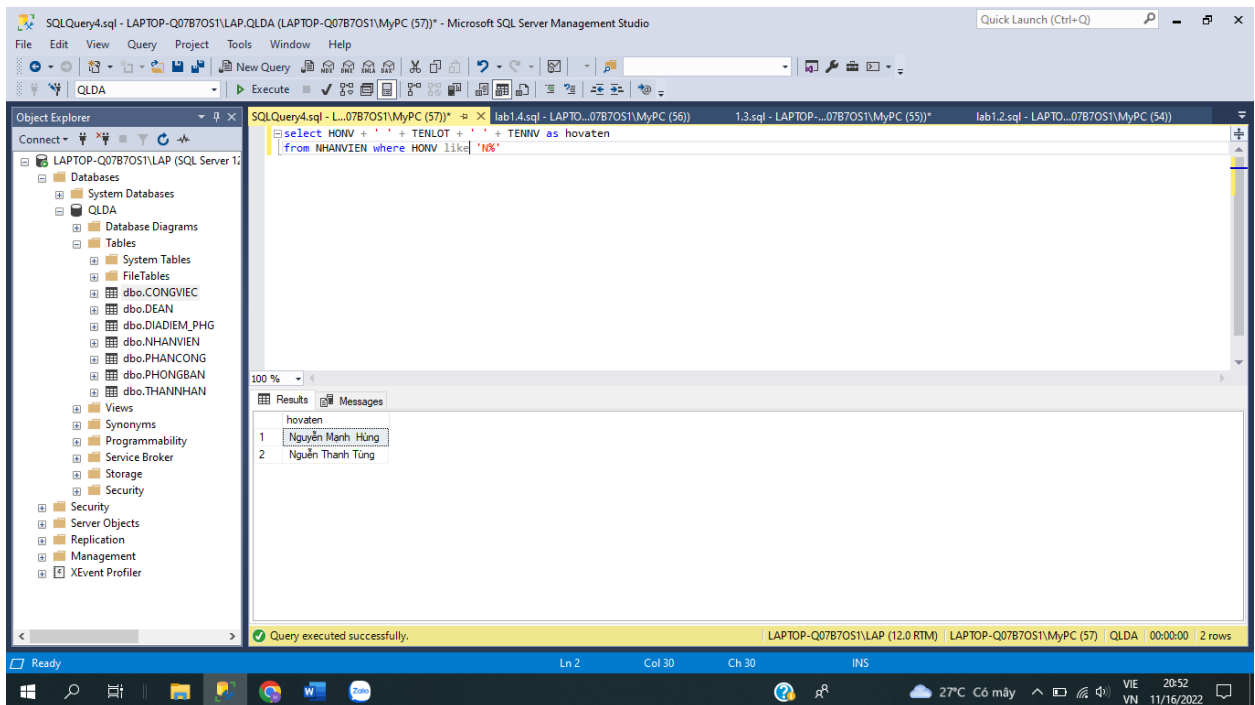 SQLQuery4.sql - LAPTOP-Q07B7OS1\LAP.QLDA (LAPTOP-Q07B7OS1\MyPC (57))* - Microsoft SQL Server Management Studio
Quick Launch (Ctrl+Q)
File Edit View Query Project Tools Window Help
New Query MDX DMX XMLA DAX
QLDA Execute
Object Explorer
SQLQuery4.sql - L...07B7OS1\MyPC (57))* lab1.4.sql - LAPTO...07B7OS1\MyPC (56)) 1.3.sql - LAPTOP-...07B7OS1\MyPC (55))* lab1.2.sql - LAPTO...07B7OS1\MyPC (54))
Connect
LAPTOP-Q07B7OS1\LAP (SQL Server 12
Databases
System Databases
QLDA
Database Diagrams
Tables
System Tables
FileTables
dbo.CONGVIEC
dbo.DEAN
dbo.DIADIEM_PHG
dbo.NHANVIEN
dbo.PHANCONG
dbo.PHONGBAN
dbo.THANNHAN
Views
Synonyms
Programmability
Service Broker
Storage
Security
Security
Server Objects
Replication
Management
XEvent Profiler
select HONV + ' ' + TENLOT + ' ' + TENNV as hovaten
from NHANVIEN where HONV like 'N%'
100 %
Results Messages
hovaten
1 Nguyễn Mạnh Hùng
2 Nguễn Thanh Tùng
Query executed successfully. LAPTOP-Q07B7OS1\LAP (12.0 RTM) LAPTOP-Q07B7OS1\MyPC (57) QLDA 00:00:00 2 rows
Ready Ln 2 Col 30 Ch 30 INS
W Zalo 27°C Có mây VIE 20:52
VN 11/16/2022